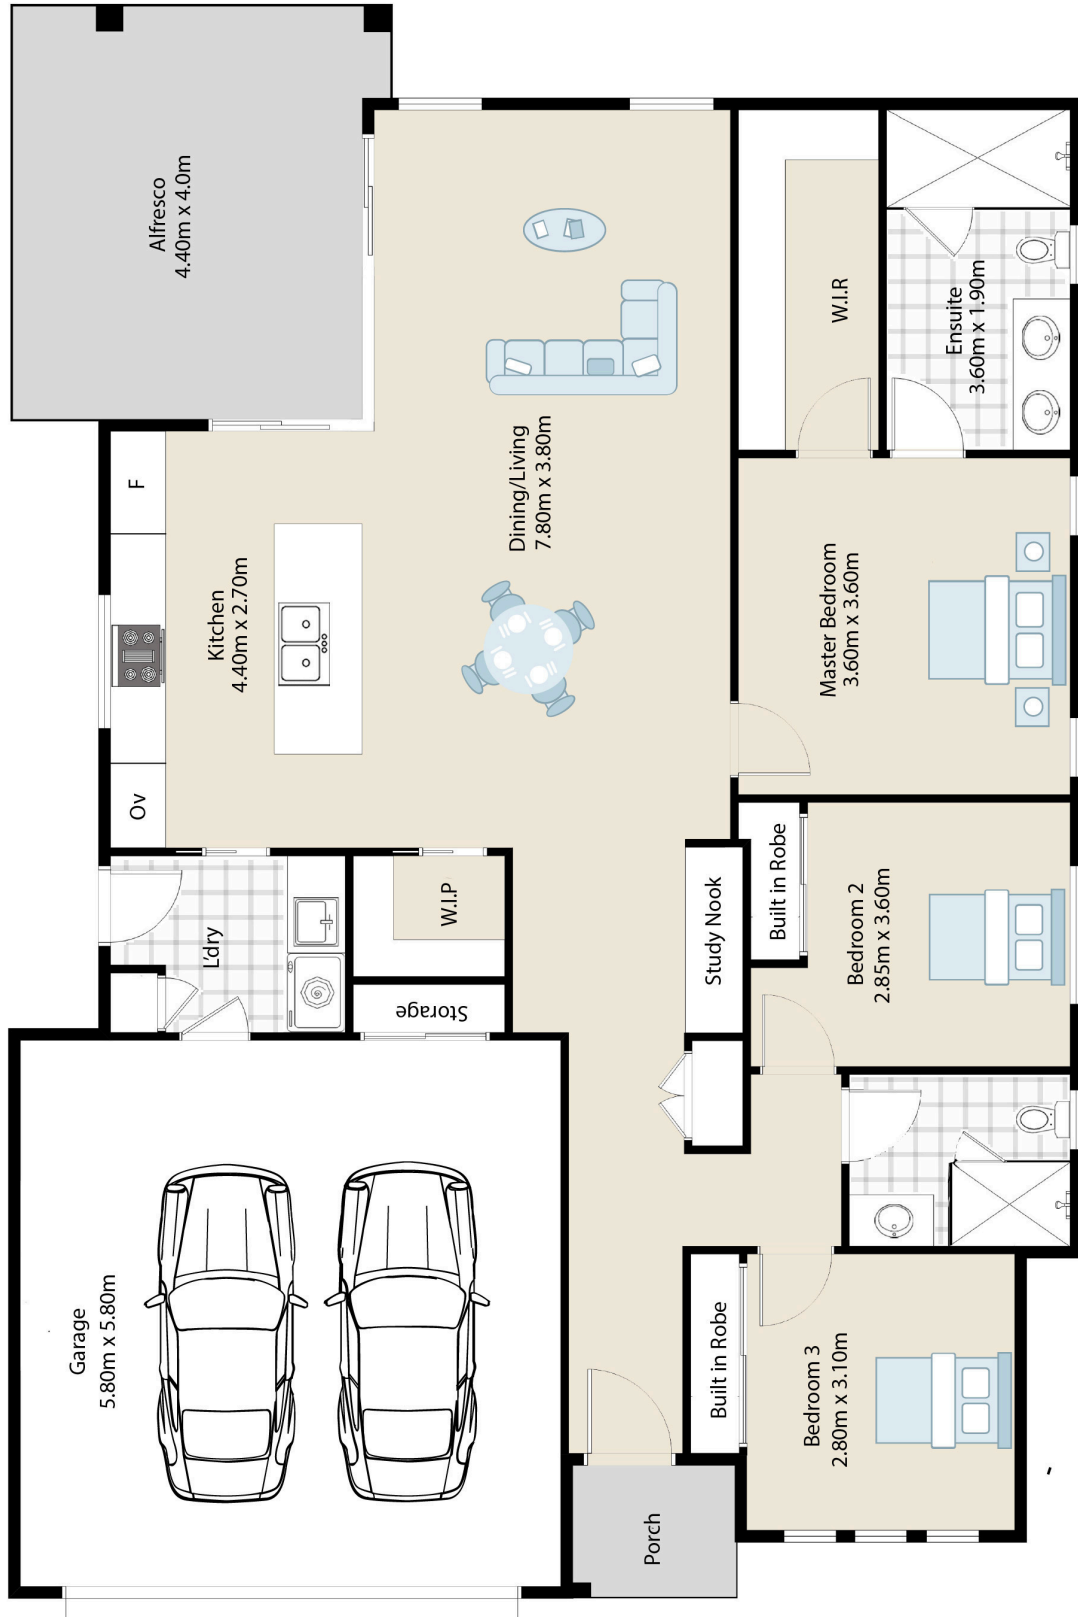 Alfresco
4.40m x 4.0m
W.I.R
Ensuite
3.60m x 1.90m
Dining/Living
7.80m x 3.80m
F
Kitchen
4.40m x 2.70m
Master Bedroom
3.60m x 3.60m
Ov
Built in Robe
Bedroom 2
2.85m x 3.60m
W.I.P
L'dry
Study Nook
Storage
Garage
5.80m x 5.80m
Built in Robe
Bedroom 3
2.80m x 3.10m
Porch